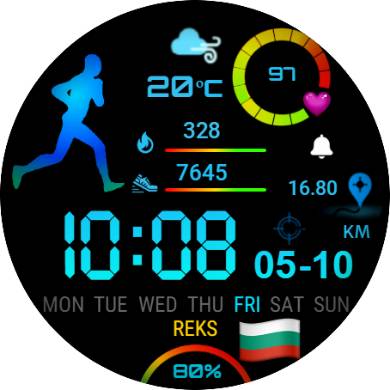 97
20°C
328
7645
16.80
KM
10:08
05-10
MON TUE WED THU FRI SAT SUN
REKS
80%